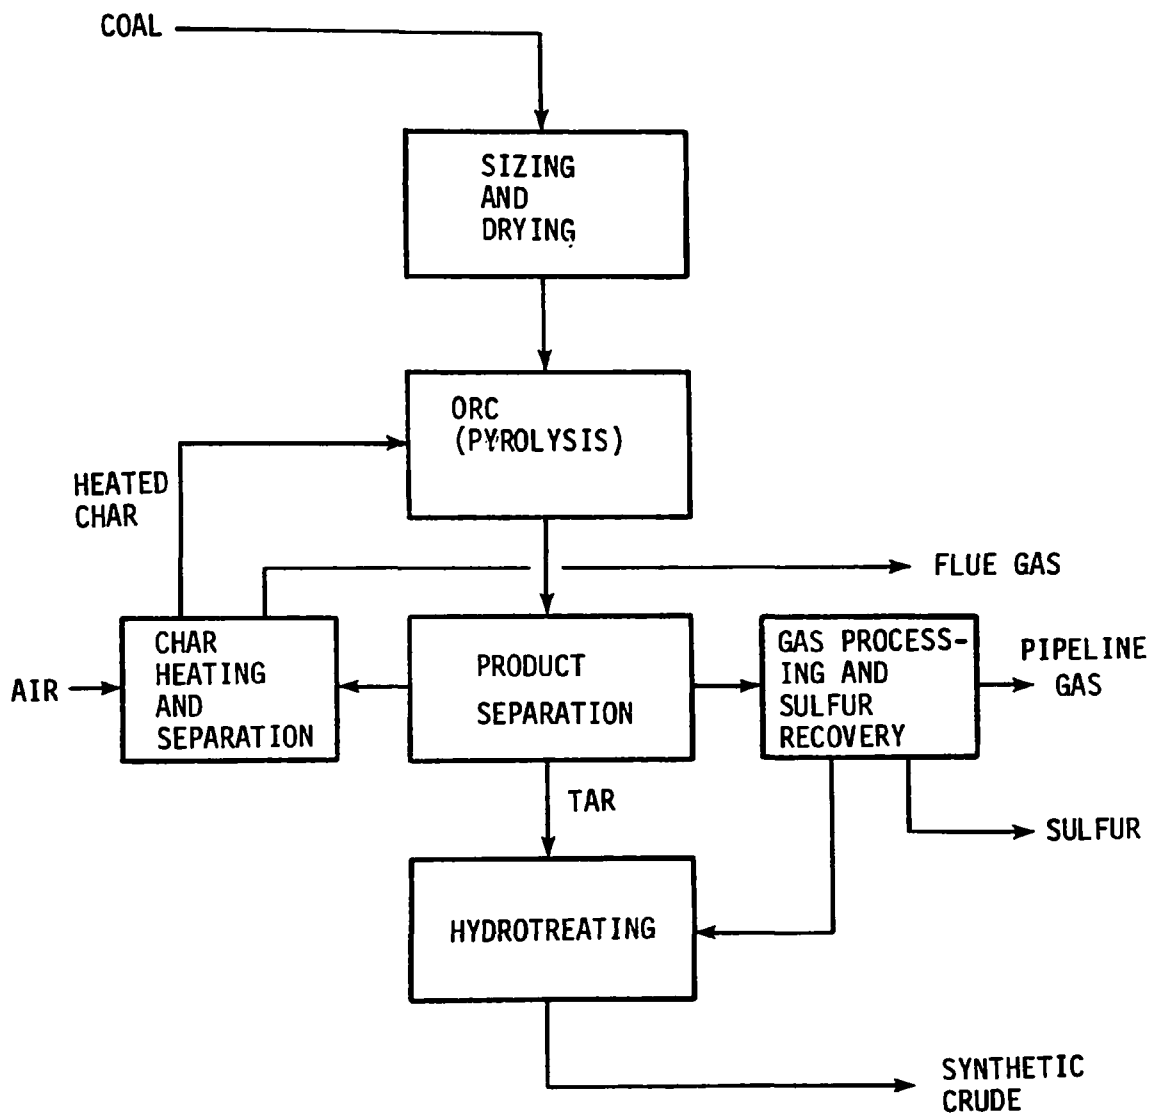 COAL
SIZING
AND
DRYING
ORC
(PYROLYSIS)
HEATED
CHAR
FLUE GAS
CHAR
HEATING
AND
SEPARATION
AIR
PRODUCT
SEPARATION
GAS PROCESS-
ING AND
SULFUR
RECOVERY
PIPELINE
GAS
TAR
SULFUR
HYDROTREATING
SYNTHETIC
CRUDE